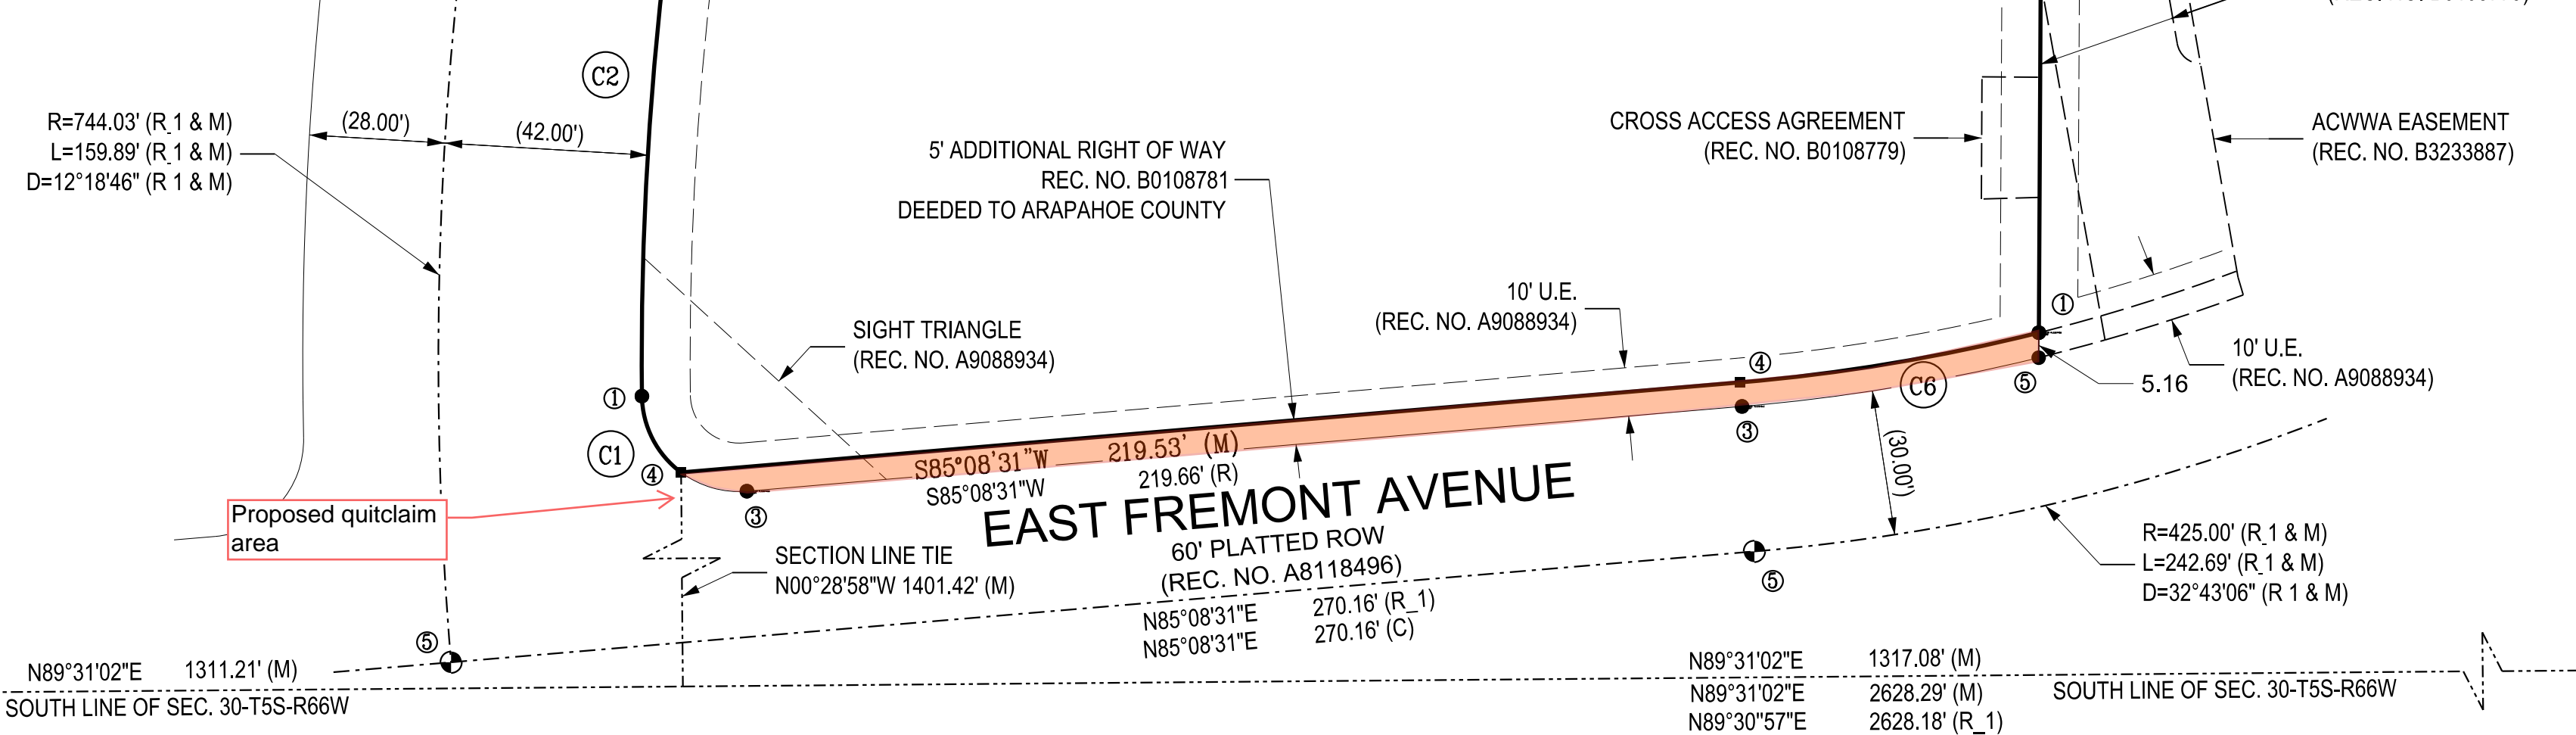 C2
R=744.03' (R_1 & M)
L=159.89' (R_1 & M)
D=12°18'46" (R 1 & M)
(28.00')
(42.00')
5' ADDITIONAL RIGHT OF WAY
REC. NO. B0108781
DEEDED TO ARAPAHOE COUNTY
CROSS ACCESS AGREEMENT
(REC. NO. B0108779)
ACWWA EASEMENT
(REC. NO. B3233887)
10' U.E.
(REC. NO. A9088934)
SIGHT TRIANGLE
(REC. NO. A9088934)
①
④
①
10' U.E.
(REC. NO. A9088934)
C6
⑤
5.16
C1
④
③
③
S85°08'31"W 219.53' (M)
S85°08'31"W 219.66' (R)
EAST FREMONT AVENUE
60' PLATTED ROW
(REC. NO. A8118496)
(30.00')
Proposed quitclaim
area
SECTION LINE TIE
N00°28'58"W 1401.42' (M)
R=425.00' (R_1 & M)
L=242.69' (R_1 & M)
D=32°43'06" (R 1 & M)
⑤
⑤
N85°08'31"E 270.16' (R_1)
N85°08'31"E 270.16' (C)
N89°31'02"E 1311.21' (M)
SOUTH LINE OF SEC. 30-T5S-R66W
N89°31'02"E 1317.08' (M)
N89°31'02"E 2628.29' (M)
N89°30"57"E 2628.18' (R_1)
SOUTH LINE OF SEC. 30-T5S-R66W